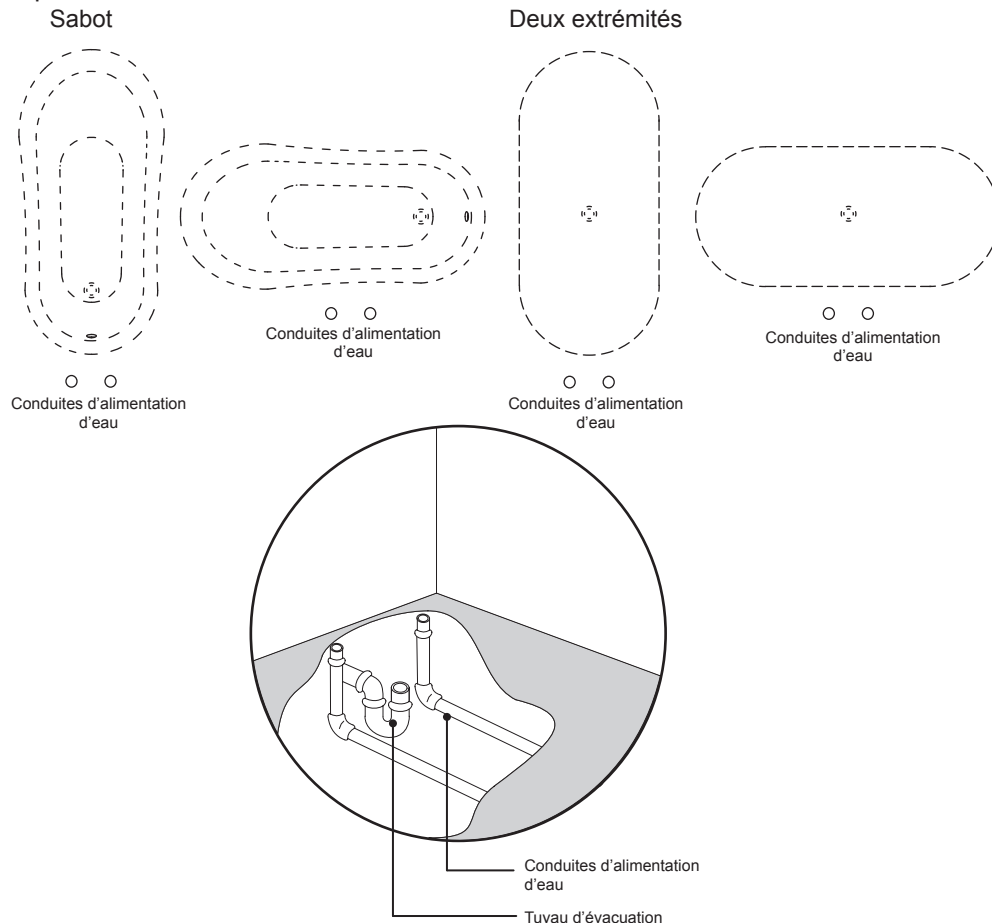 Sabot
Deux extrémités
Conduites d'alimentation
d'eau
Conduites d'alimentation
d'eau
Conduites d'alimentation
d'eau
Conduites d'alimentation
d'eau
Conduites d'alimentation
d'eau
Tuyau d'évacuation